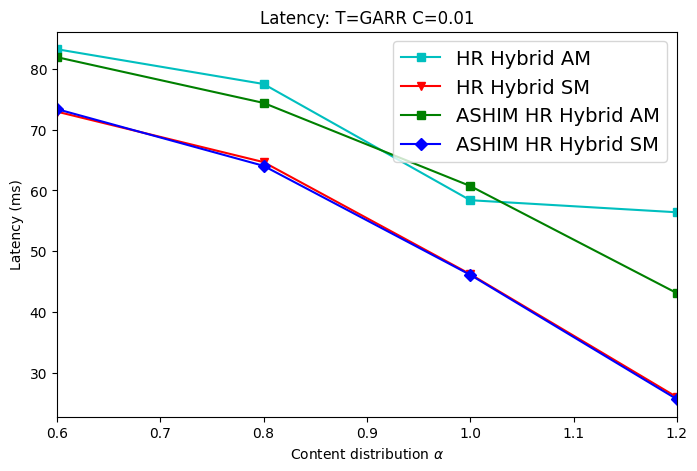 Latency: T=GARR C=0.01
HR Hybrid AM
HR Hybrid SM
ASHIM HR Hybrid AM
ASHIM HR Hybrid SM
Latency (ms)
80
70
60
50
40
30
0.6 0.7 0.8 0.9 1.0 1.1 1.2
Content distribution α